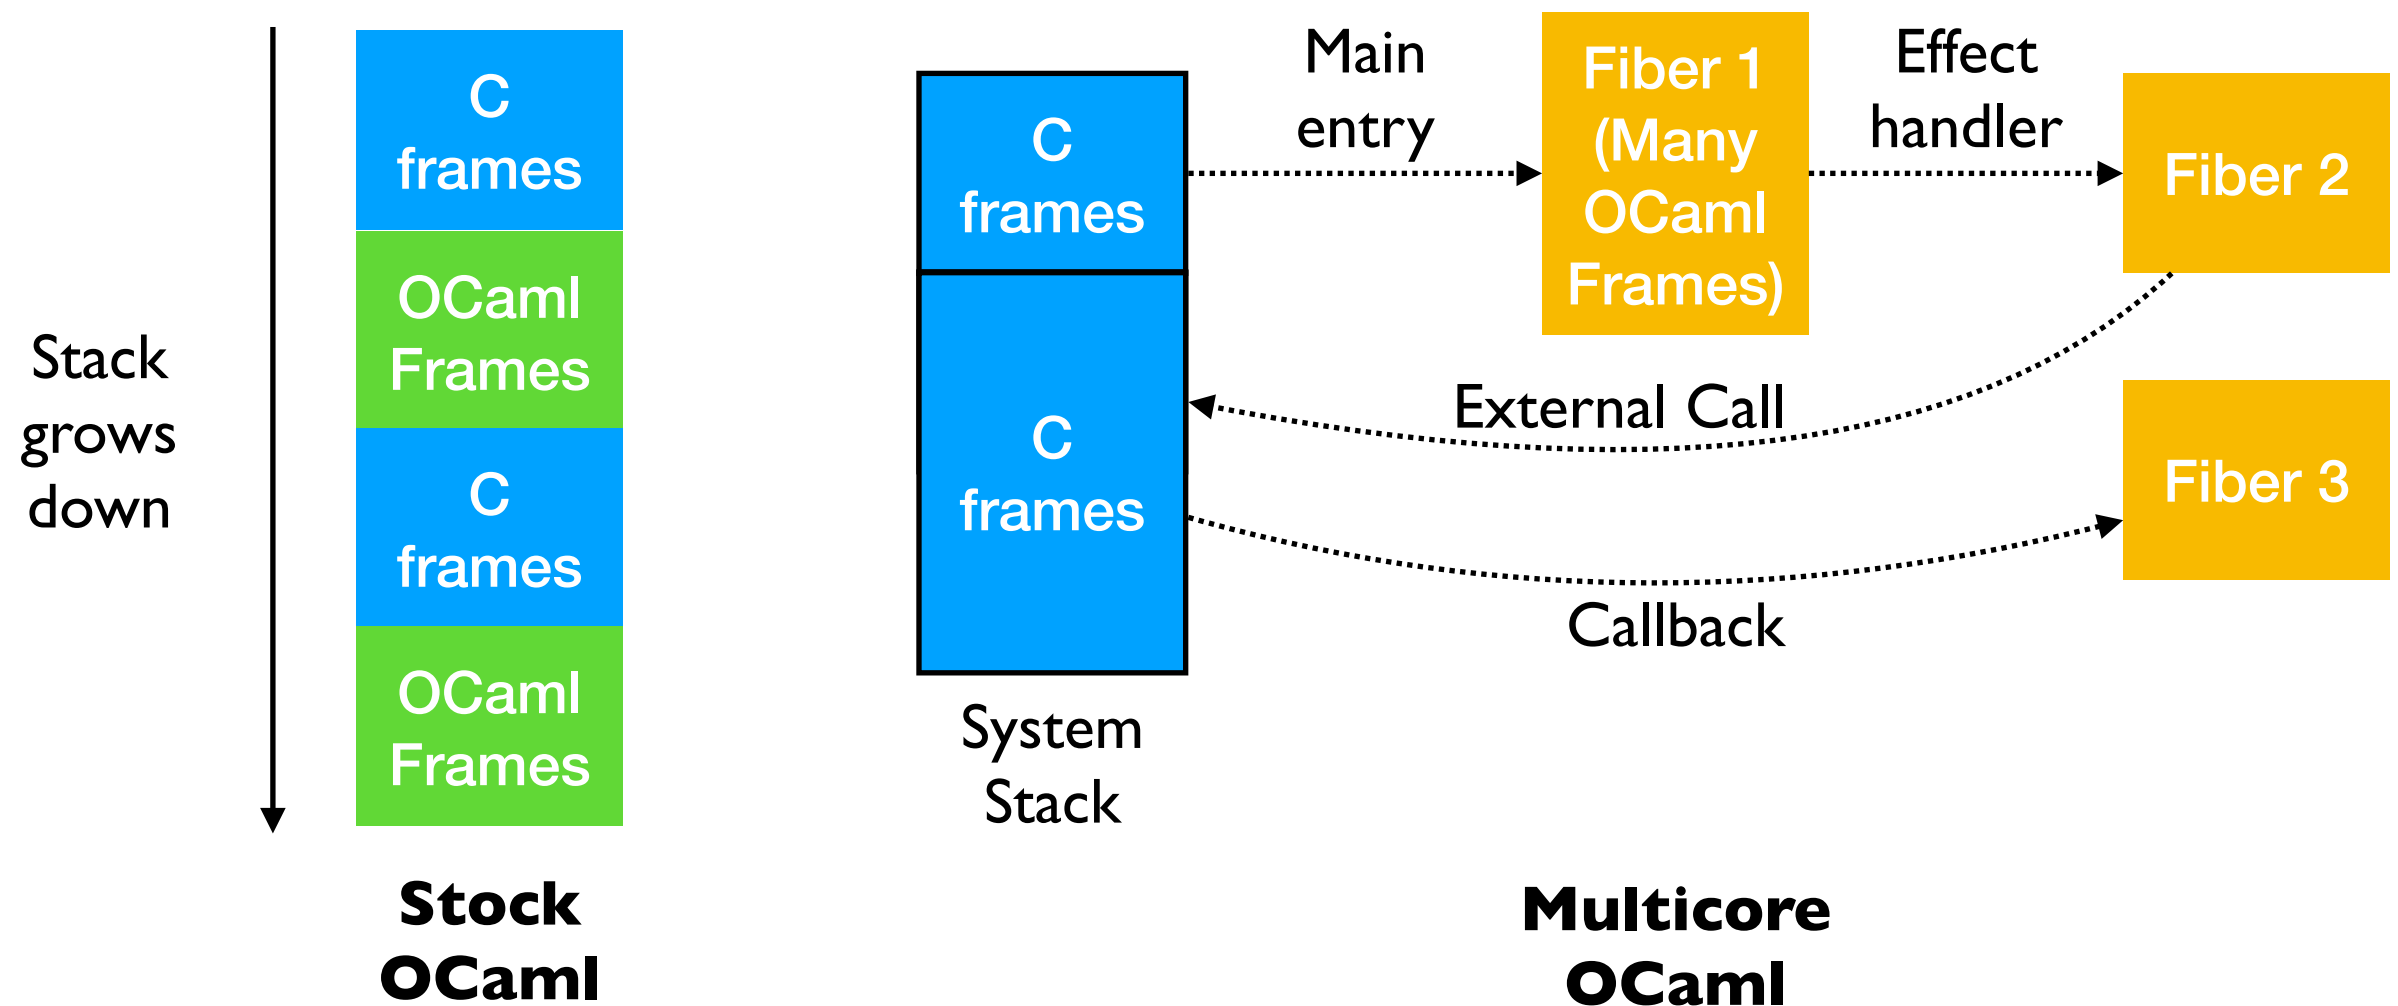 Stack
grows
down
C
frames
OCaml
Frames
C
frames
OCaml
Frames
Stock
OCaml
C
frames
C
frames
System
Stack
Main
entry
Fiber 1
(Many
OCaml
Frames)
Effect
handler
Fiber 2
External Call
Fiber 3
Callback
Multicore
OCaml